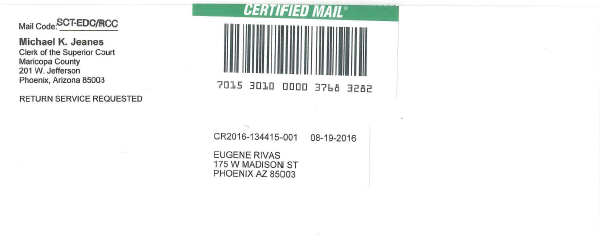 Mail Code: SCT-EDC/RCC
Michael K. Jeanes
Clerk of the Superior Court
Maricopa County
201 W. Jefferson
Phoenix, Arizona 85003
RETURN SERVICE REQUESTED
CERTIFIED MAIL®
7015 3010 0000 3768 3282
CR2016-134415-001 08-19-2016
EUGENE RIVAS
175 W MADISON ST
PHOENIX AZ 85003